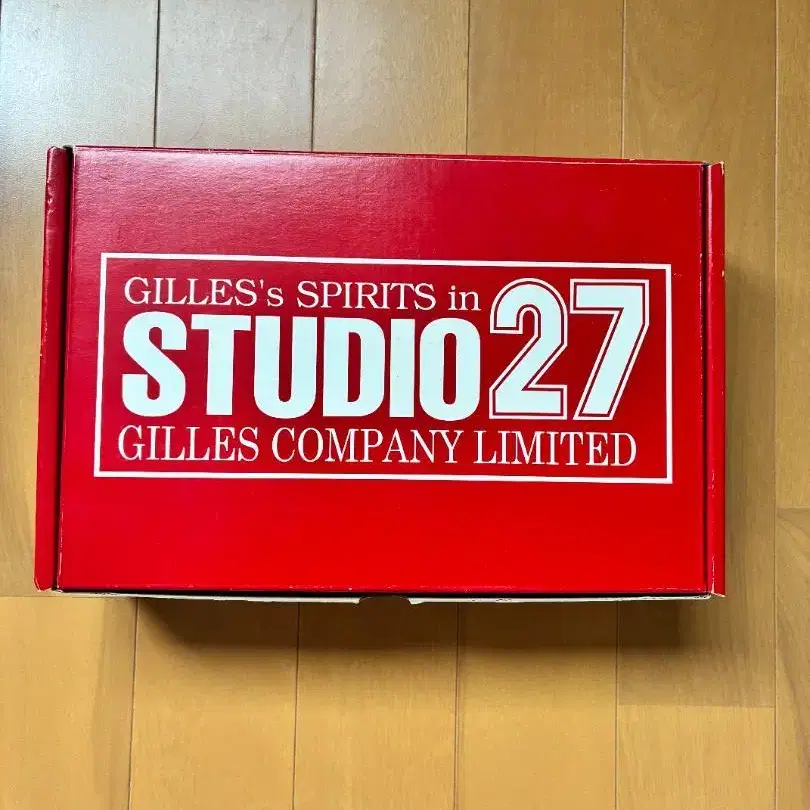 GILLES's SPIRITS in
STUDIO27
GILLES COMPANY LIMITED